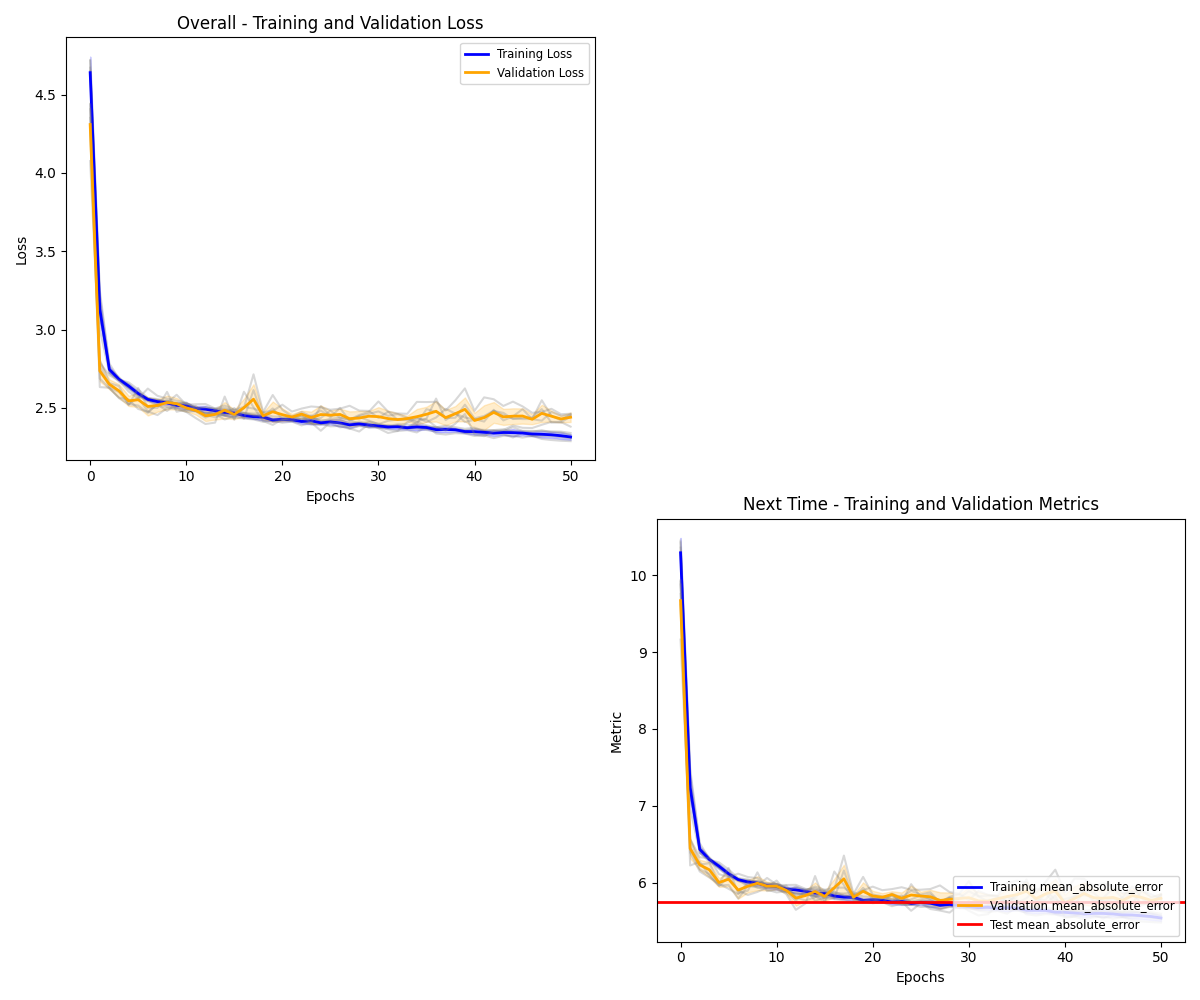 Overall - Training and Validation Loss
Training Loss
Validation Loss
4.5
4.0
3.5
3.0
2.5
Loss
0 10 20 30 40 50
Epochs
Next Time - Training and Validation Metrics
10
9
8
7
6
Metric
Training mean_absolute_error
Validation mean_absolute_error
Test mean_absolute_error
0 10 20 30 40 50
Epochs